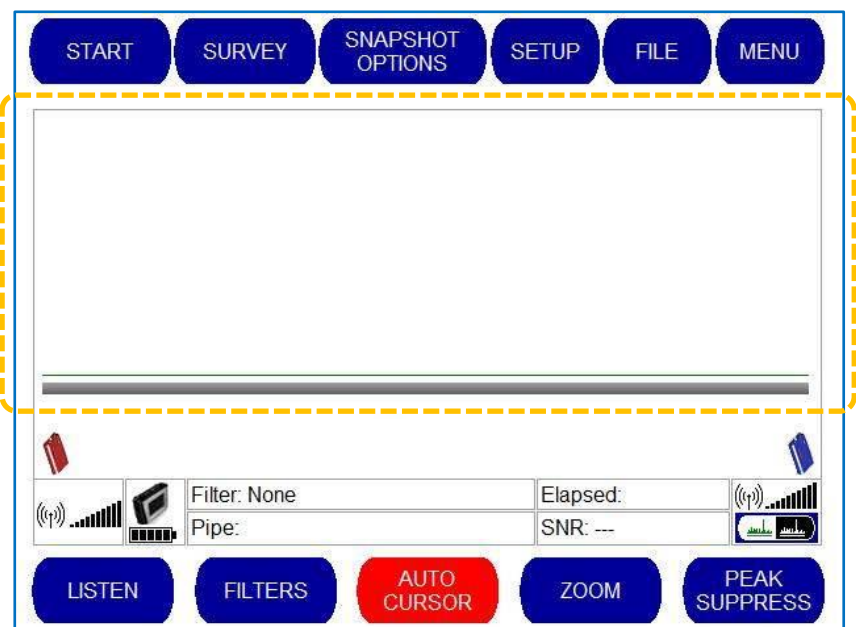 START
SURVEY
SNAPSHOT
OPTIONS
SETUP
FILE
MENU
Filter: None
Elapsed:
Pipe:
SNR: ---
LISTEN
FILTERS
AUTO
CURSOR
ZOOM
PEAK
SUPPRESS